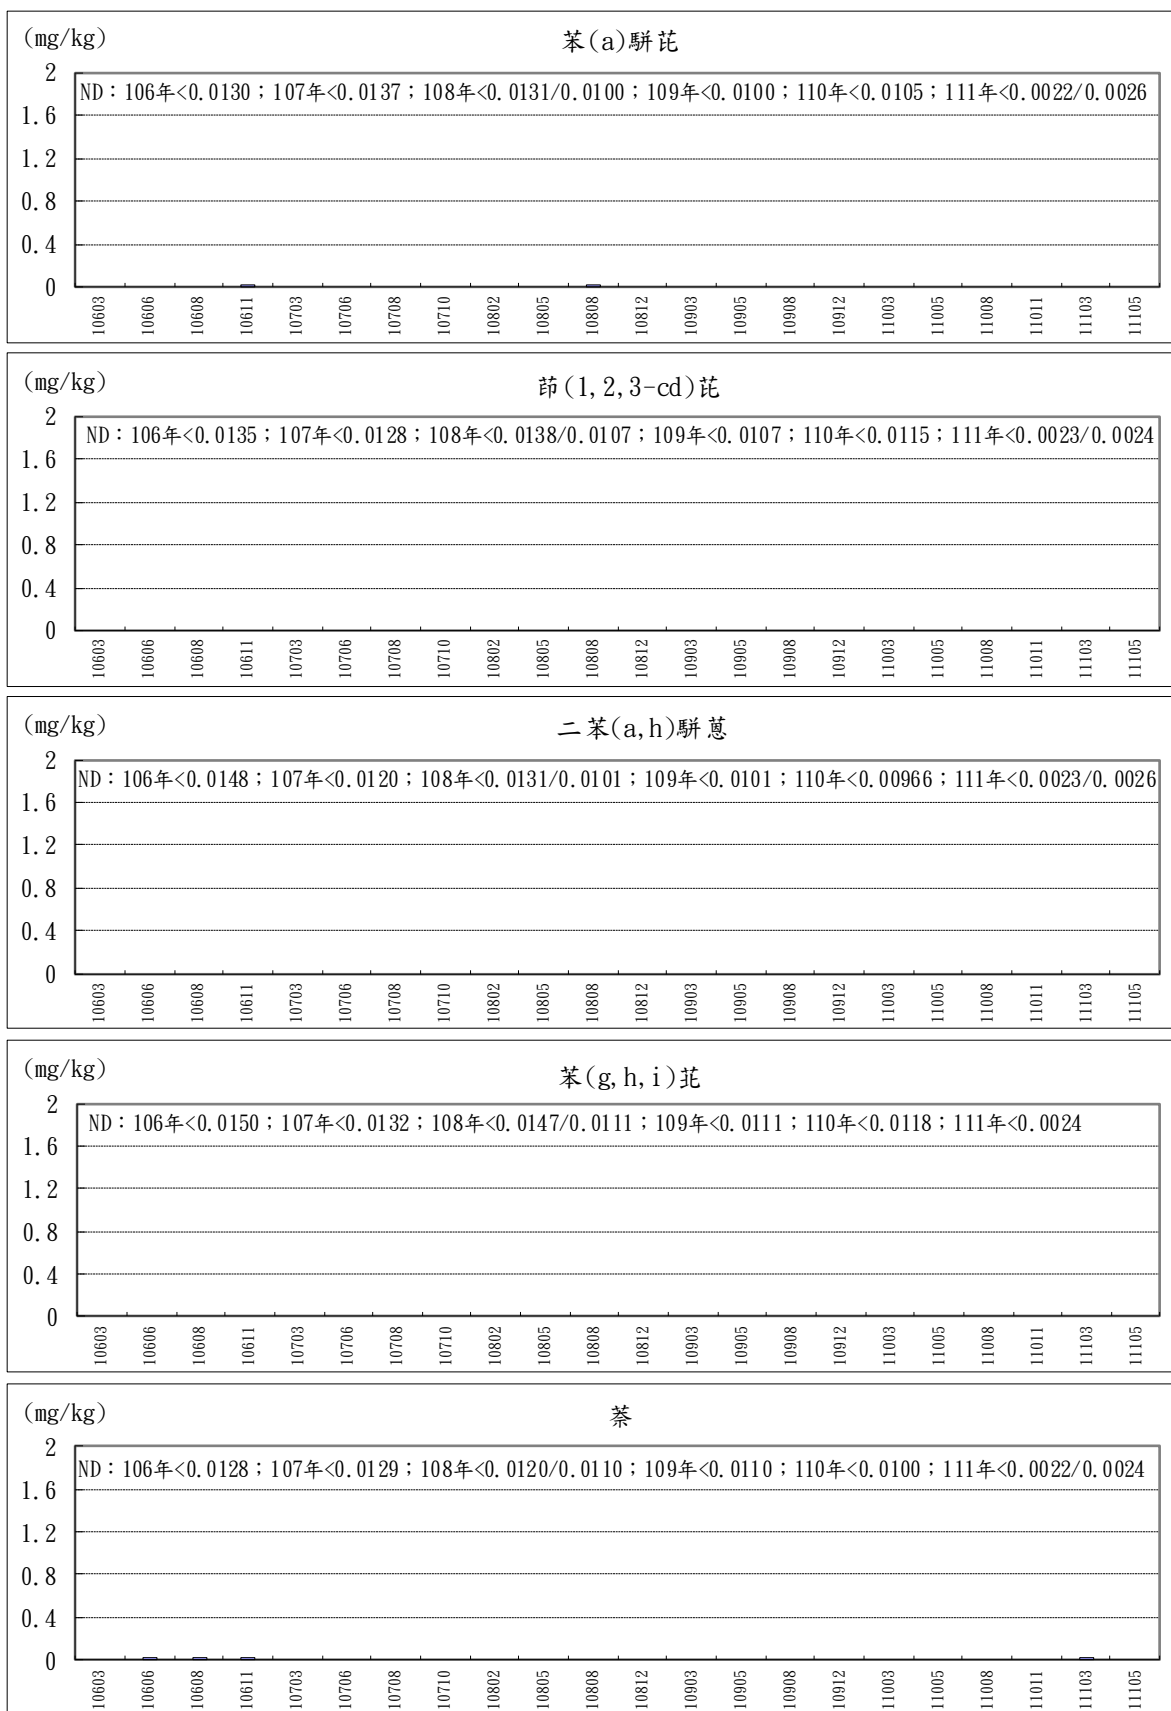 (mg/kg)
苯(a)駢芘
2
ND：106年<0.0130；107年<0.0137；108年<0.0131/0.0100；109年<0.0100；110年<0.0105；111年<0.0022/0.0026
1.6
1.2
0.8
0.4
0
10603 10606 10608 10611 10703 10706 10708 10710 10802 10805 10808 10812 10903 10905 10908 10912 11003 11005 11008 11011 11103 11105
(mg/kg)
茚(1,2,3-cd)芘
2
ND：106年<0.0135；107年<0.0128；108年<0.0138/0.0107；109年<0.0107；110年<0.0115；111年<0.0023/0.0024
1.6
1.2
0.8
0.4
0
10603 10606 10608 10611 10703 10706 10708 10710 10802 10805 10808 10812 10903 10905 10908 10912 11003 11005 11008 11011 11103 11105
(mg/kg)
二苯(a,h)駢蒽
2
ND：106年<0.0148；107年<0.0120；108年<0.0131/0.0101；109年<0.0101；110年<0.00966；111年<0.0023/0.0026
1.6
1.2
0.8
0.4
0
10603 10606 10608 10611 10703 10706 10708 10710 10802 10805 10808 10812 10903 10905 10908 10912 11003 11005 11008 11011 11103 11105
(mg/kg)
苯(g,h,i)苝
2
ND：106年<0.0150；107年<0.0132；108年<0.0147/0.0111；109年<0.0111；110年<0.0118；111年<0.0024
1.6
1.2
0.8
0.4
0
10603 10606 10608 10611 10703 10706 10708 10710 10802 10805 10808 10812 10903 10905 10908 10912 11003 11005 11008 11011 11103 11105
(mg/kg)
萘
2
ND：106年<0.0128；107年<0.0129；108年<0.0120/0.0110；109年<0.0110；110年<0.0100；111年<0.0022/0.0024
1.6
1.2
0.8
0.4
0
10603 10606 10608 10611 10703 10706 10708 10710 10802 10805 10808 10812 10903 10905 10908 10912 11003 11005 11008 11011 11103 11105